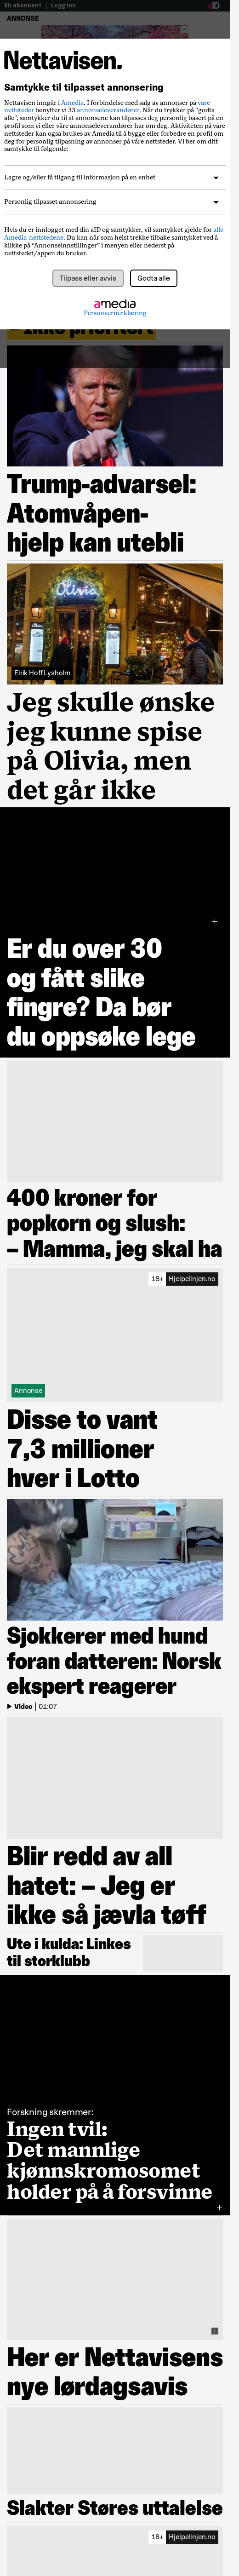 Bli abonnent | Logg inn
ANNONSE
Nettavisen.
Samtykke til tilpasset annonsering
Nettavisen inngår i Amedia. I forbindelse med salg av annonser på våre
nettsteder benytter vi 33 annonseleverandører. Når du trykker på "godta
alle", samtykker du til at annonsene kan tilpasses deg personlig basert på en
profil om deg som vi eller våre annonseleverandører har om deg.
nettsteder kan også brukes av Amedia til å bygge eller forbedre en profil om
deg for personlig tilpasning av annonser på våre nettsteder. Vi ber om ditt
samtykke til følgende:
Lagre og/eller få tilgang til informasjon på en enhet
Personlig tilpasset annonsering
Hvis du er innlogget med din aID og samtykker, vil samtykket gjelde for alle
Amedia-nettstedene. Du kan når som helst trekke tilbake samtykket ved å
klikke på “Annonseinnstillinger” i menyen eller nederst på
nettstedet/appen du bruker.
Tilpass eller avvis
Godta alle
amedia
Personvernerklæring
– Ikke prioritert
Trump-advarsel:
Atomvåpen-
hjelp kan utebli
Olivia
Eirik Hoff Lysholm
Jeg skulle ønske
jeg kunne spise
på Olivia, men
det går ikke
Er du over 30
og fått slike
fingre? Da bør
du oppsøke lege
400 kroner for
popkorn og slush:
– Mamma, jeg skal ha
18+ Hjelpelinjen.no
Annonse
Disse to vant
7,3 millioner
hver i Lotto
Sjokkerer med hund
foran datteren: Norsk
ekspert reagerer
Video | 01:07
Blir redd av all
hatet: – Jeg er
ikke så jævla tøff
Ute i kulda: Linkes
til storklubb
Forskning skremmer:
Ingen tvil:
Det mannlige
kjønnskromosomet
holder på å forsvinne
Her er Nettavisens
nye lørdagsavis
Slakter Støres uttalelse
18+ Hjelpelinjen.no